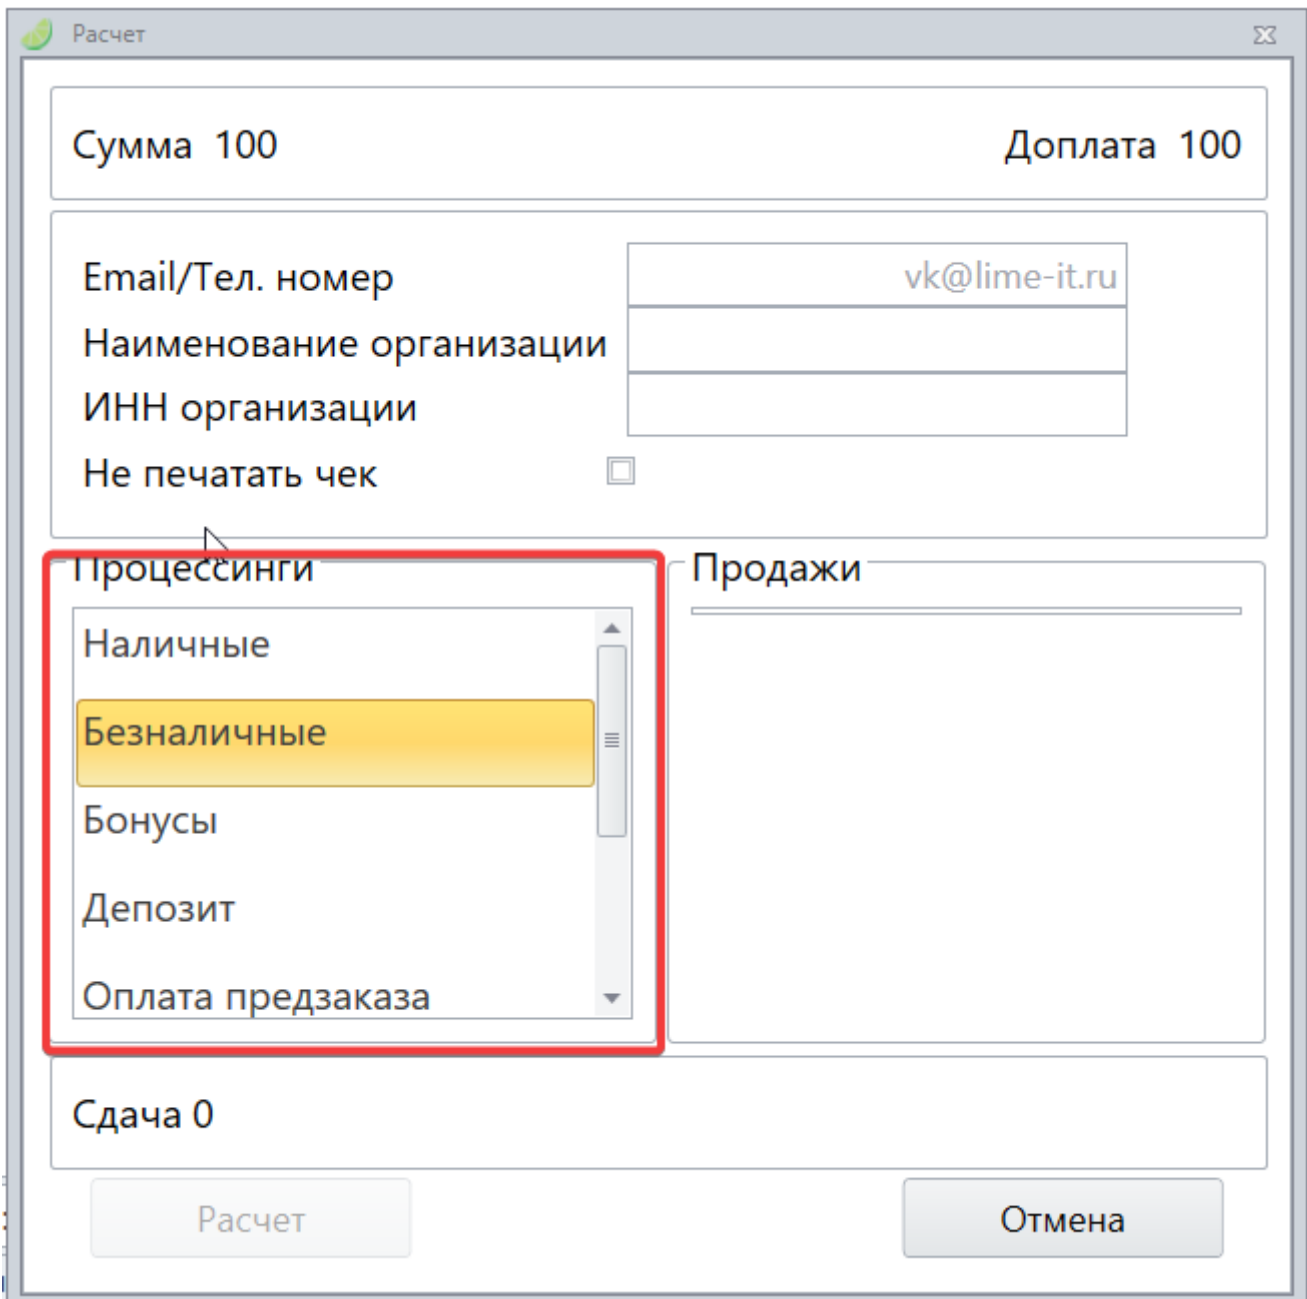 Расчет
Сумма 100
Доплата 100
Email/Тел. номер
vk@lime-it.ru
Наименование организации
ИНН организации
Не печатать чек
Процессинги
Продажи
Наличные
Безналичные
Бонусы
Депозит
Оплата предзаказа
Сдача 0
Расчет
Отмена